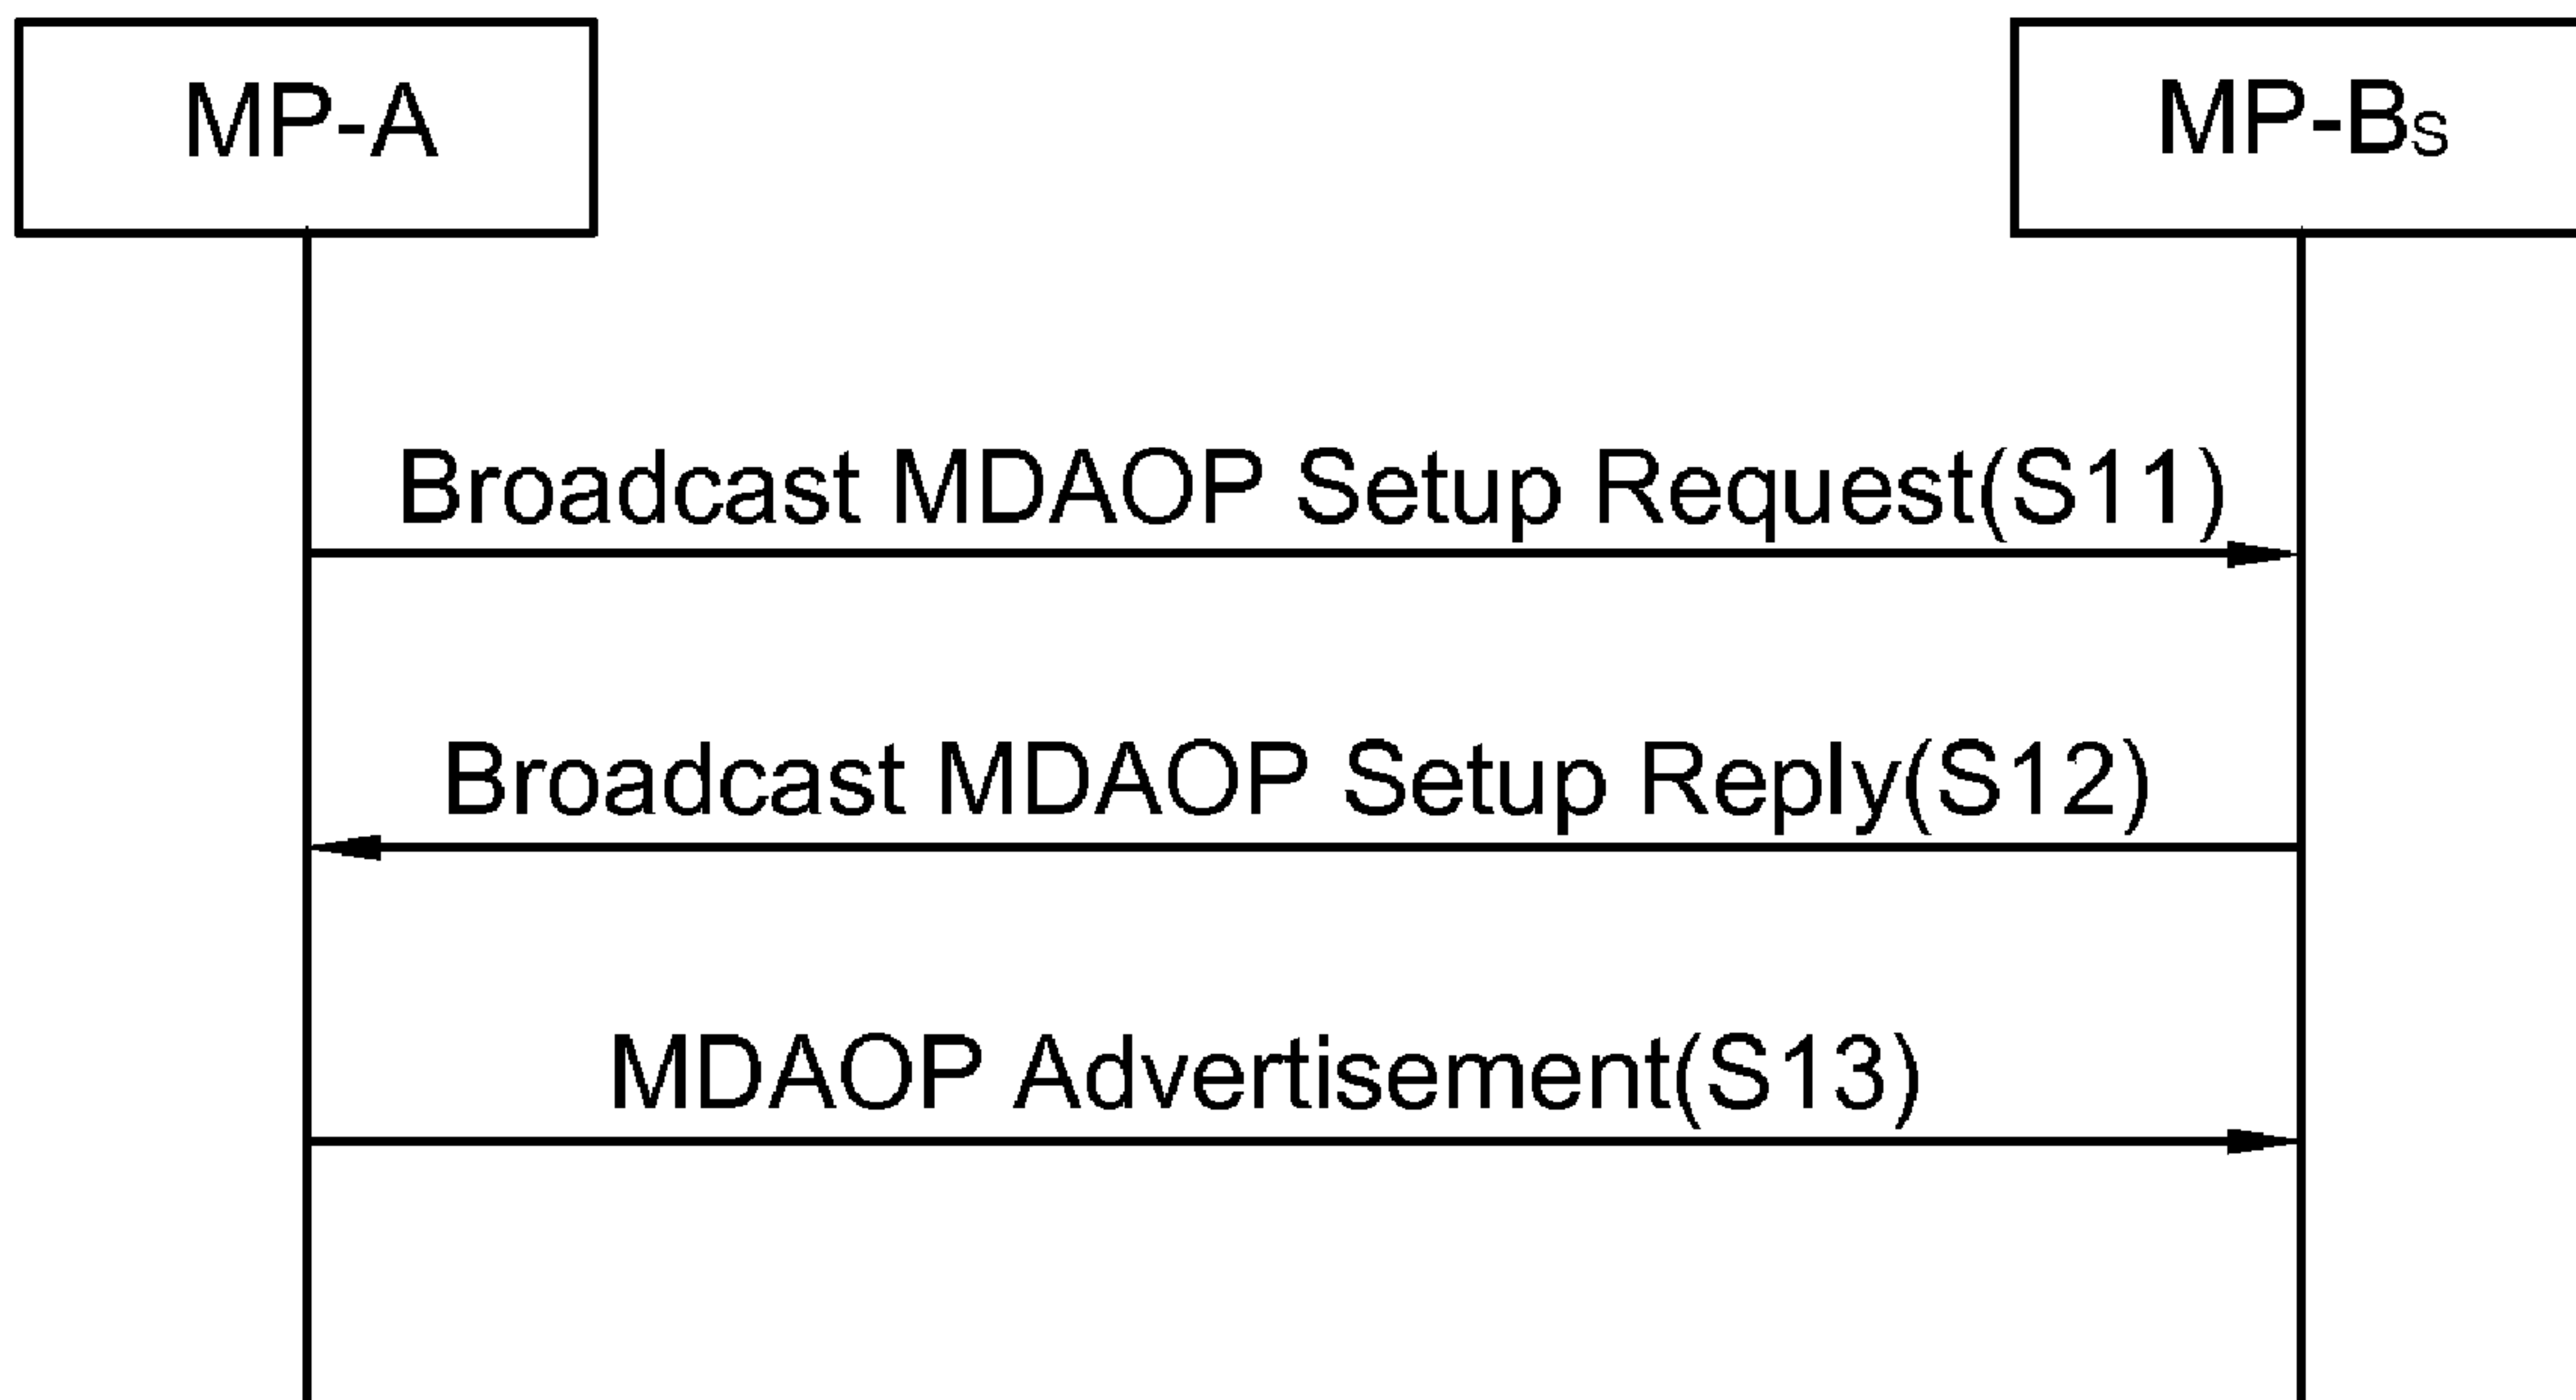 MP-A
MP-Bs
Broadcast MDAOP Setup Request(S11)
Broadcast MDAOP Setup Reply(S12)
MDAOP Advertisement(S13)